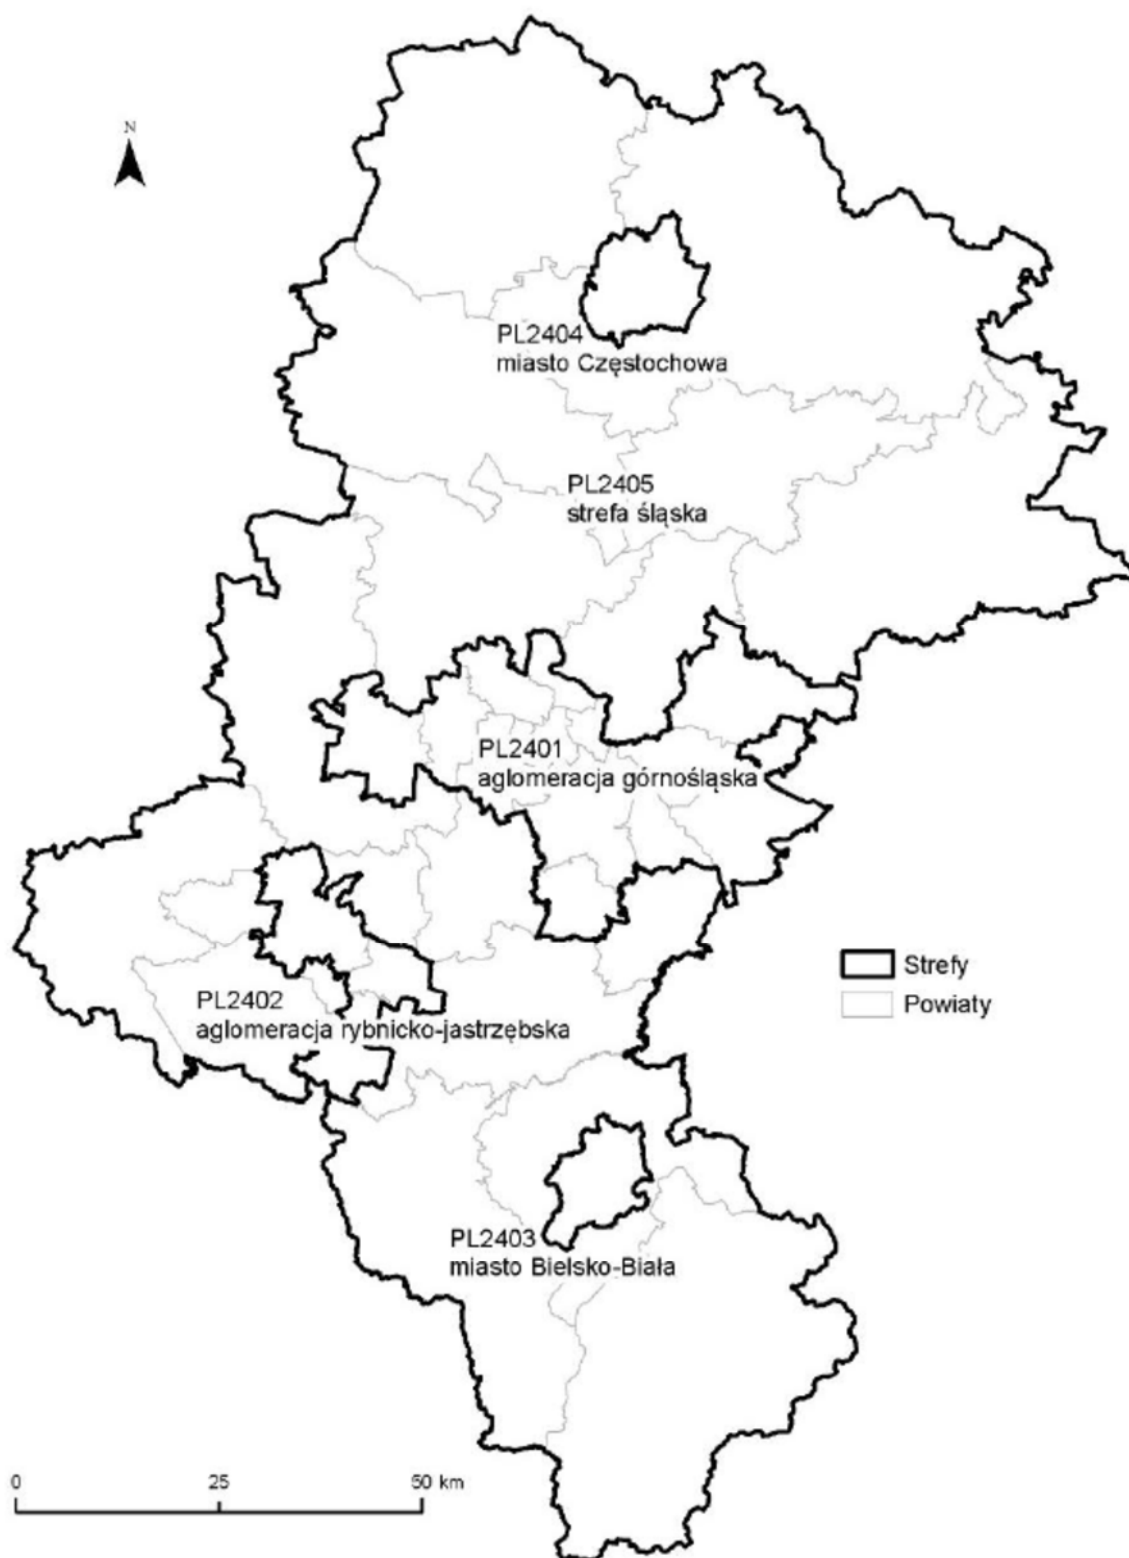 N
PL2404
miasto Częstochowa
PL2405
strefa śląska
PL2401
aglomeracja górnośląska
Strefy
Powiaty
PL2402
aglomeracja rybnicko-jastrzębska
PL2403
miasto Bielsko-Biała
0 25 50 km